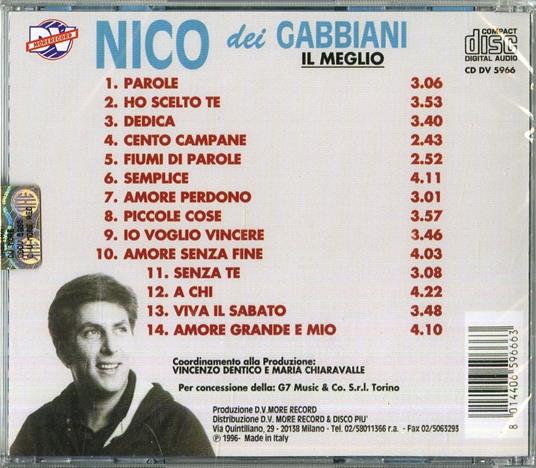 DV
MORE RECORD
NICO dei GABBIANI
IL MEGLIO
COMPACT
disc
DIGITAL AUDIO
CD DV 5966
1. PAROLE 3.06
2. HO SCELTO TE 3.53
3. DEDICA 3.40
4. CENTO CAMPANE 2.43
5. FIUMI DI PAROLE 2.52
6. SEMPLICE 4.11
7. AMORE PERDONO 3.01
8. PICCOLE COSE 3.57
9. IO VOGLIO VINCERE 3.46
10. AMORE SENZA FINE 4.03
11. SENZA TE 3.08
12. A CHI 4.22
13. VIVA IL SABATO 3.48
14. AMORE GRANDE E MIO 4.10
Coordinamento alla Produzione:
VINCENZO DENTICO E MARIA CHIARAVALLE
Per concessione della: G7 Music & Co. S.r.l. Torino
Produzione D.V. MORE RECORD
Distribuzione D.V. MORE RECORD & DISCO PIU'
Via Quintiliano, 29 - 20138 Milano - Tel. 02/58011366 r.a. - Fax 02/5063293
℗ © 1996- Made in Italy
8 014406 596663